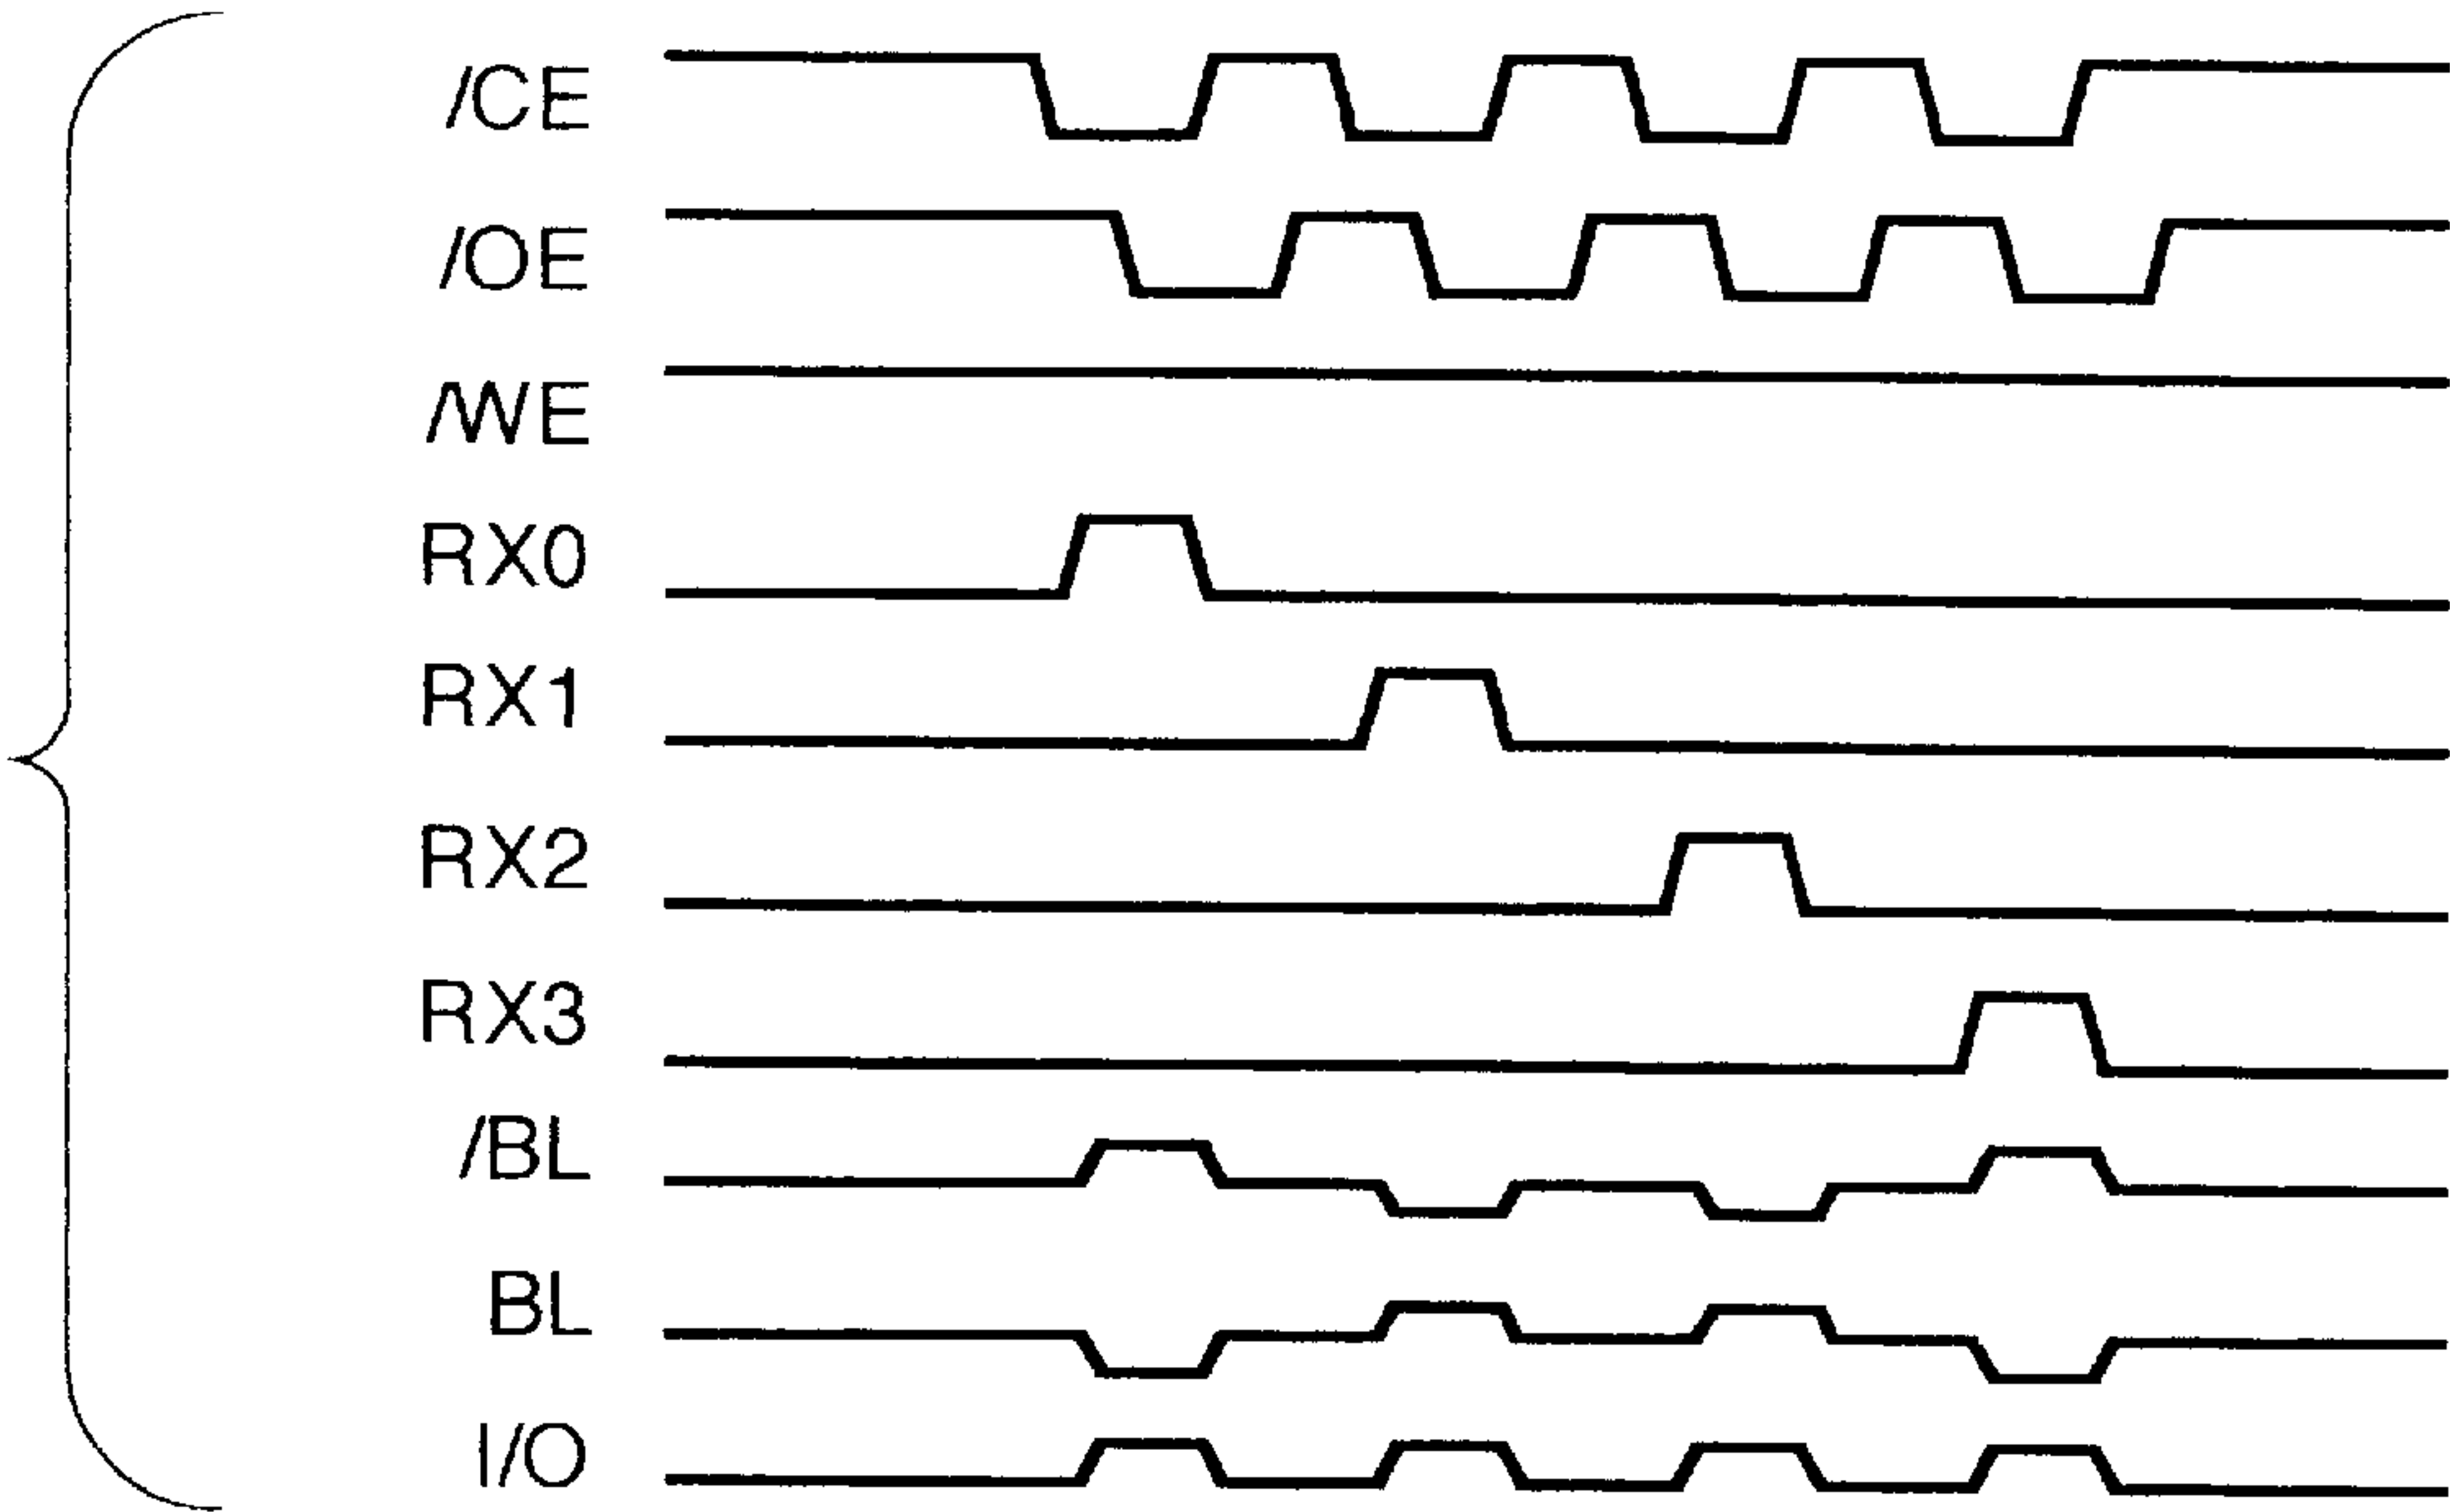 /CE
/OE
/WE
RX0
RX1
RX2
RX3
/BL
BL
I/O